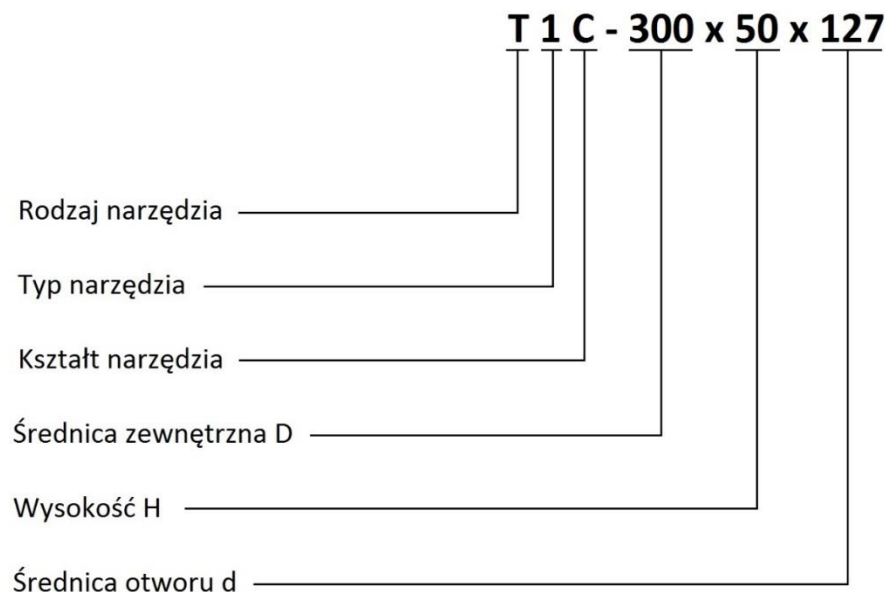 T 1 C - 300 x 50 x 127
Rodzaj narzędzia
Typ narzędzia
Kształt narzędzia
Średnica zewnętrzna D
Wysokość H
Średnica otworu d